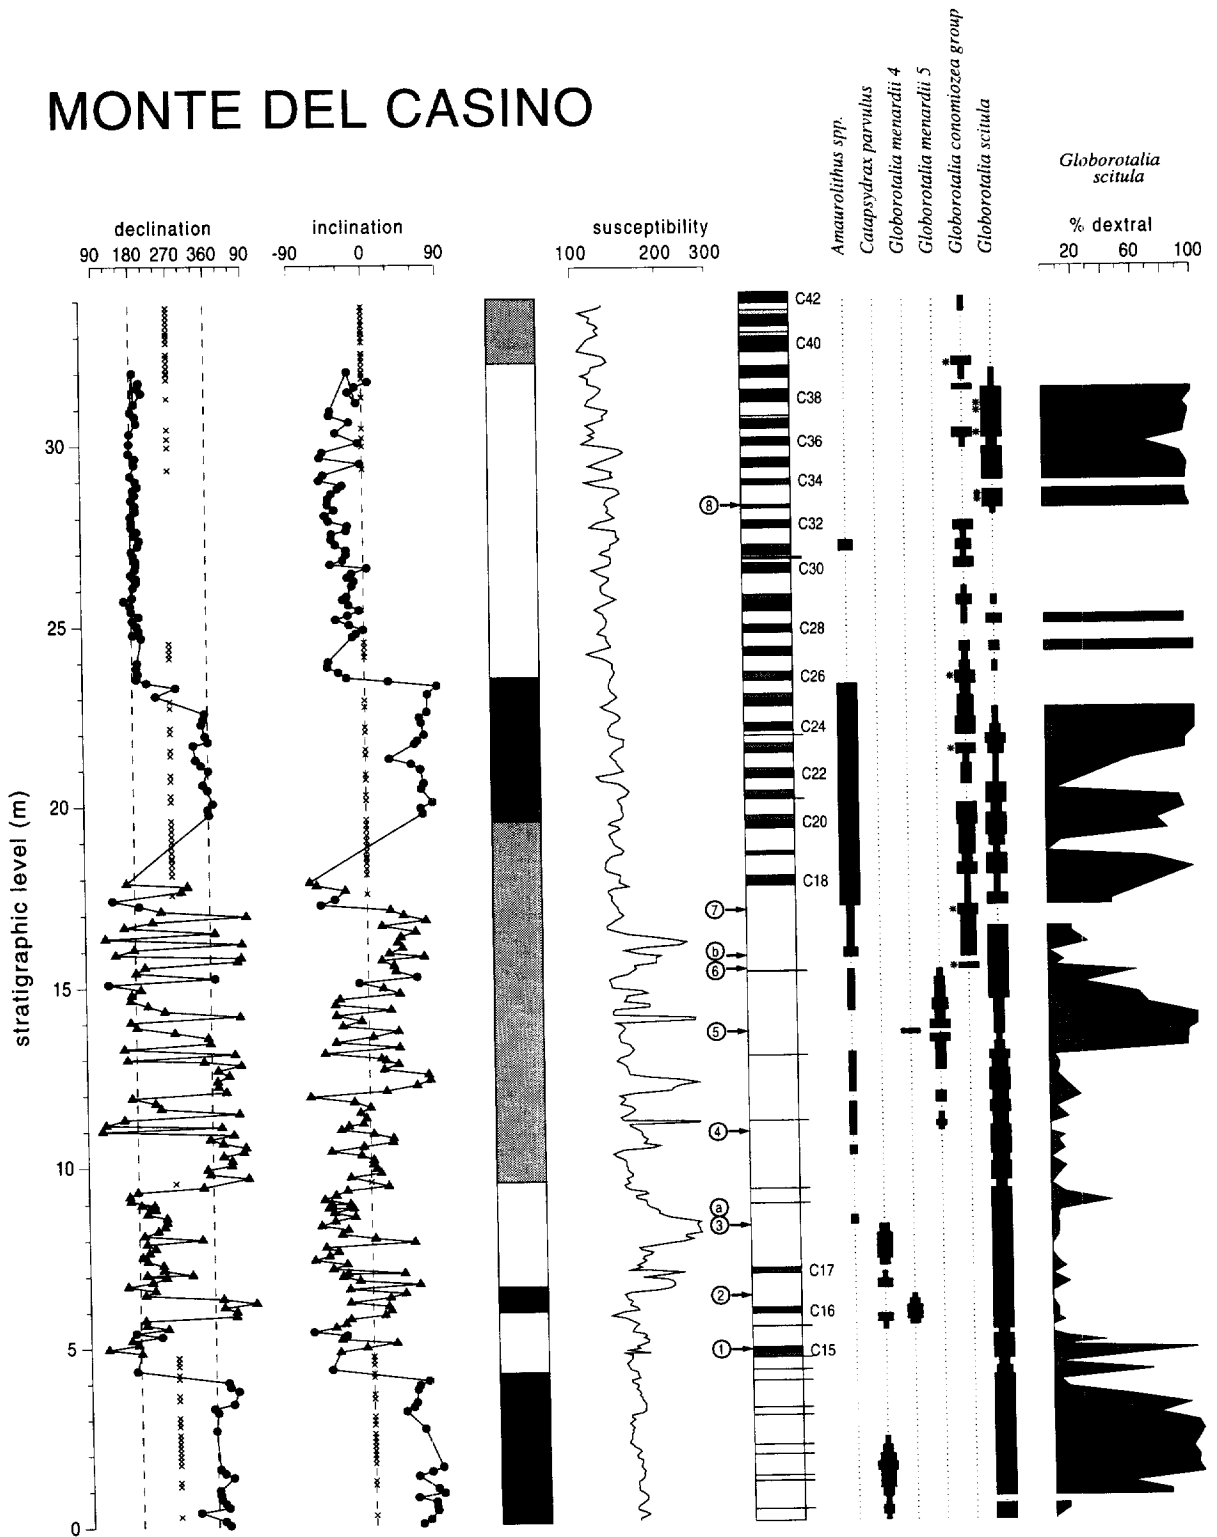 MONTE DEL CASINO
declination
90 180 270 360 90
inclination
-90 0 90
susceptibility
100 200 300
Amaurolithus spp.
Catapsydrax parvulus
Globorotalia menardii 4
Globorotalia menardii 5
Globorotalia conomiozea group
Globorotalia scitula
Globorotalia
scitula
% dextral
20 60 100
stratigraphic level (m)
30
25
20
15
10
5
0
8
7
b
6
5
4
a
3
2
1
C42
C40
C38
C36
C34
C32
C30
C28
C26
C24
C22
C20
C18
C17
C16
C15